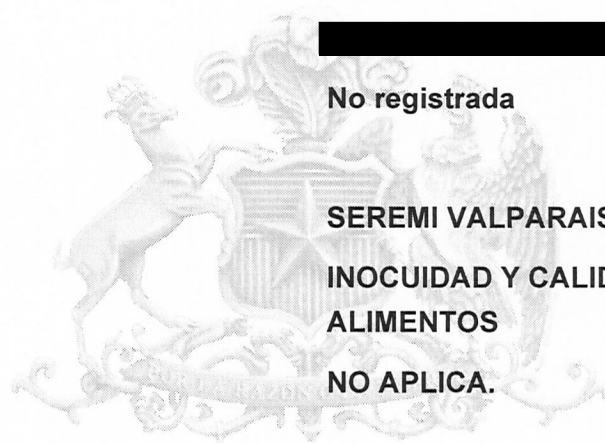 No registrada
SEREMI VALPARAIS
INOCUIDAD Y CALID
ALIMENTOS
NO APLICA.